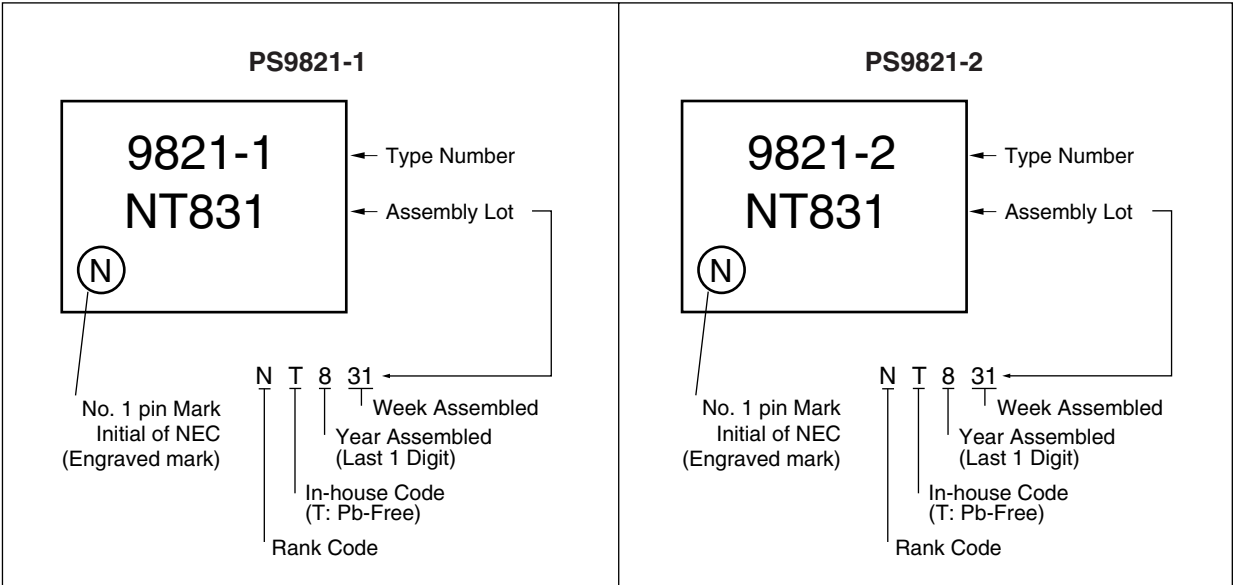 PS9821-1
9821-1
NT831
N
Type Number
Assembly Lot
N T 8 31
Week Assembled
Year Assembled
(Last 1 Digit)
In-house Code
(T: Pb-Free)
Rank Code
No. 1 pin Mark
Initial of NEC
(Engraved mark)
PS9821-2
9821-2
NT831
N
Type Number
Assembly Lot
N T 8 31
Week Assembled
Year Assembled
(Last 1 Digit)
In-house Code
(T: Pb-Free)
Rank Code
No. 1 pin Mark
Initial of NEC
(Engraved mark)